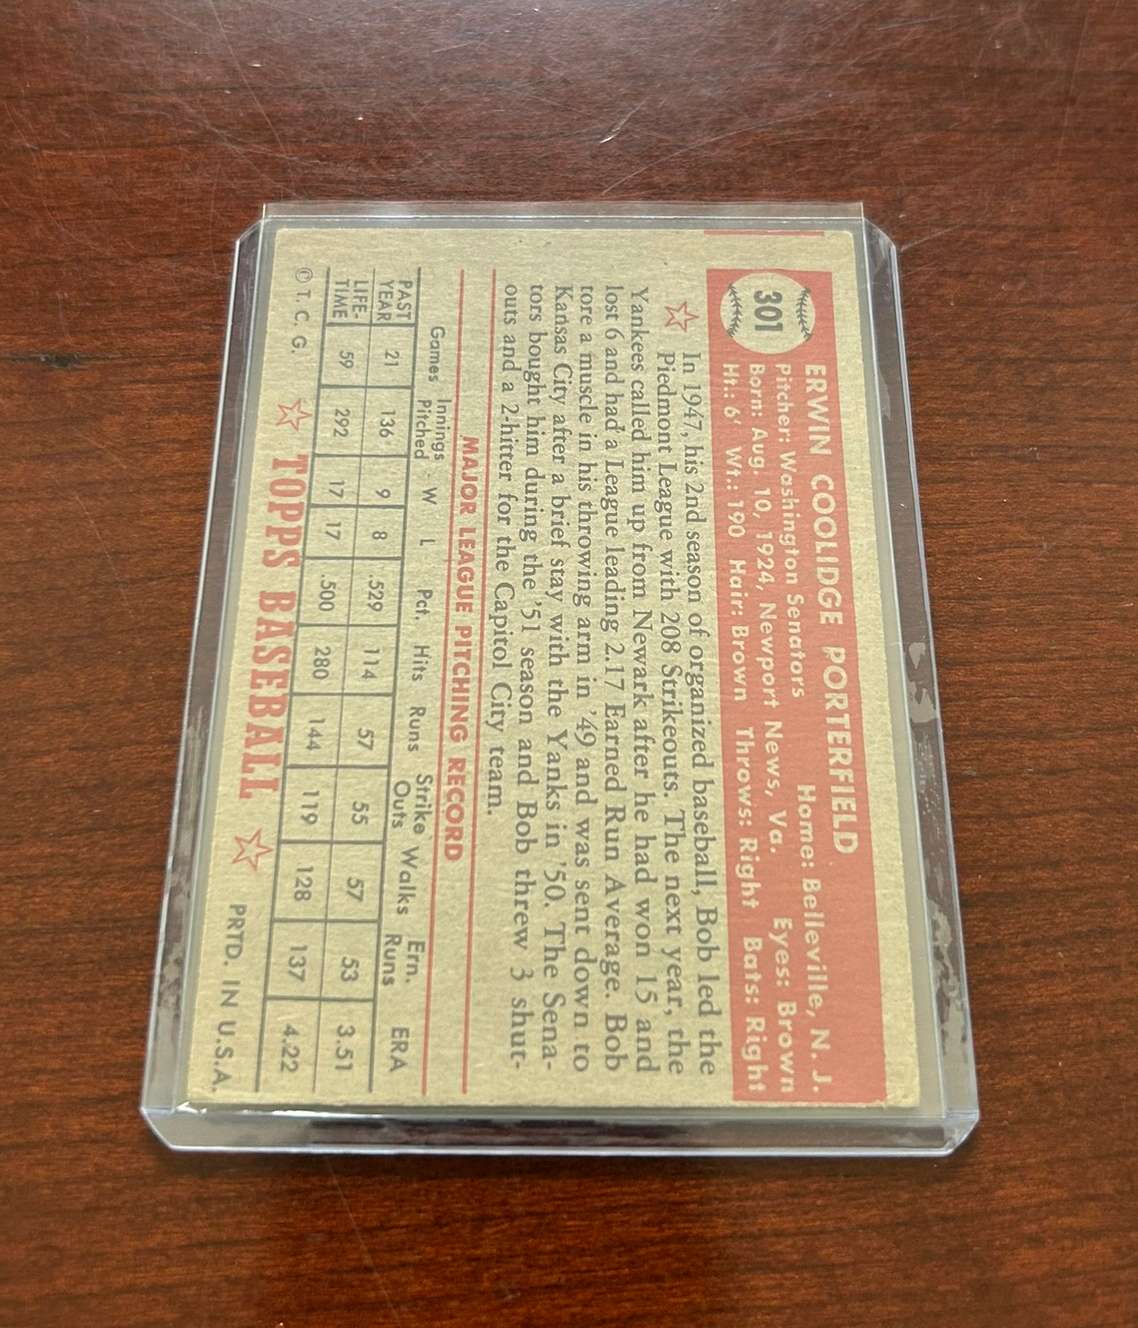 301
ERWIN COOLIDGE PORTERFIELD
Pitcher: Washington Senators Home: Belleville, N. J.
Born: Aug. 10, 1924, Newport News, Va. Eyes: Brown
Ht.: 6' Wt.: 190 Hair: Brown Throws: Right Bats: Right
In 1947, his 2nd season of organized baseball, Bob led the
Piedmont League with 208 Strikeouts. The next year, the
Yankees called him up from Newark after he had won 15 and
lost 6 and had a League leading 2.17 Earned Run Average. Bob
tore a muscle in his throwing arm in '49 and was sent down to
Kansas City after a brief stay with the Yanks in '50. The Sena-
tors bought him during the '51 season and Bob threw 3 shut-
outs and a 2-hitter for the Capitol City team.
MAJOR LEAGUE PITCHING RECORD
Games Innings Pitched W L Pct. Hits Runs Strike Outs Walks Ern. Runs ERA
PAST YEAR 21 136 9 8 .529 114 57 55 57 53 3.51
LIFE-TIME 59 292 17 17 .500 280 144 119 128 137 4.22
© T. C. G. TOPPS BASEBALL PRTD. IN U.S.A.